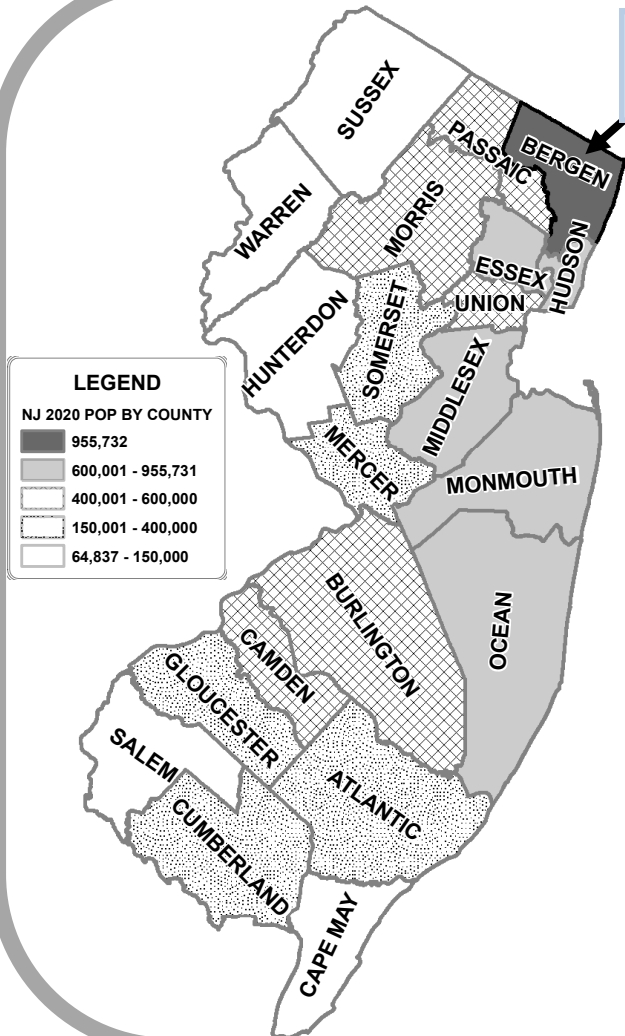 SUSSEX
PASSAIC
BERGEN
WARREN
MORRIS
ESSEX
HUDSON
UNION
HUNTERDON
SOMERSET
MIDDLESEX
MERCER
MONMOUTH
LEGEND
NJ 2020 POP BY COUNTY
955,732
600,001 - 955,731
400,001 - 600,000
150,001 - 400,000
64,837 - 150,000
BURLINGTON
OCEAN
CAMDEN
GLOUCESTER
SALEM
ATLANTIC
CUMBERLAND
CAPE MAY